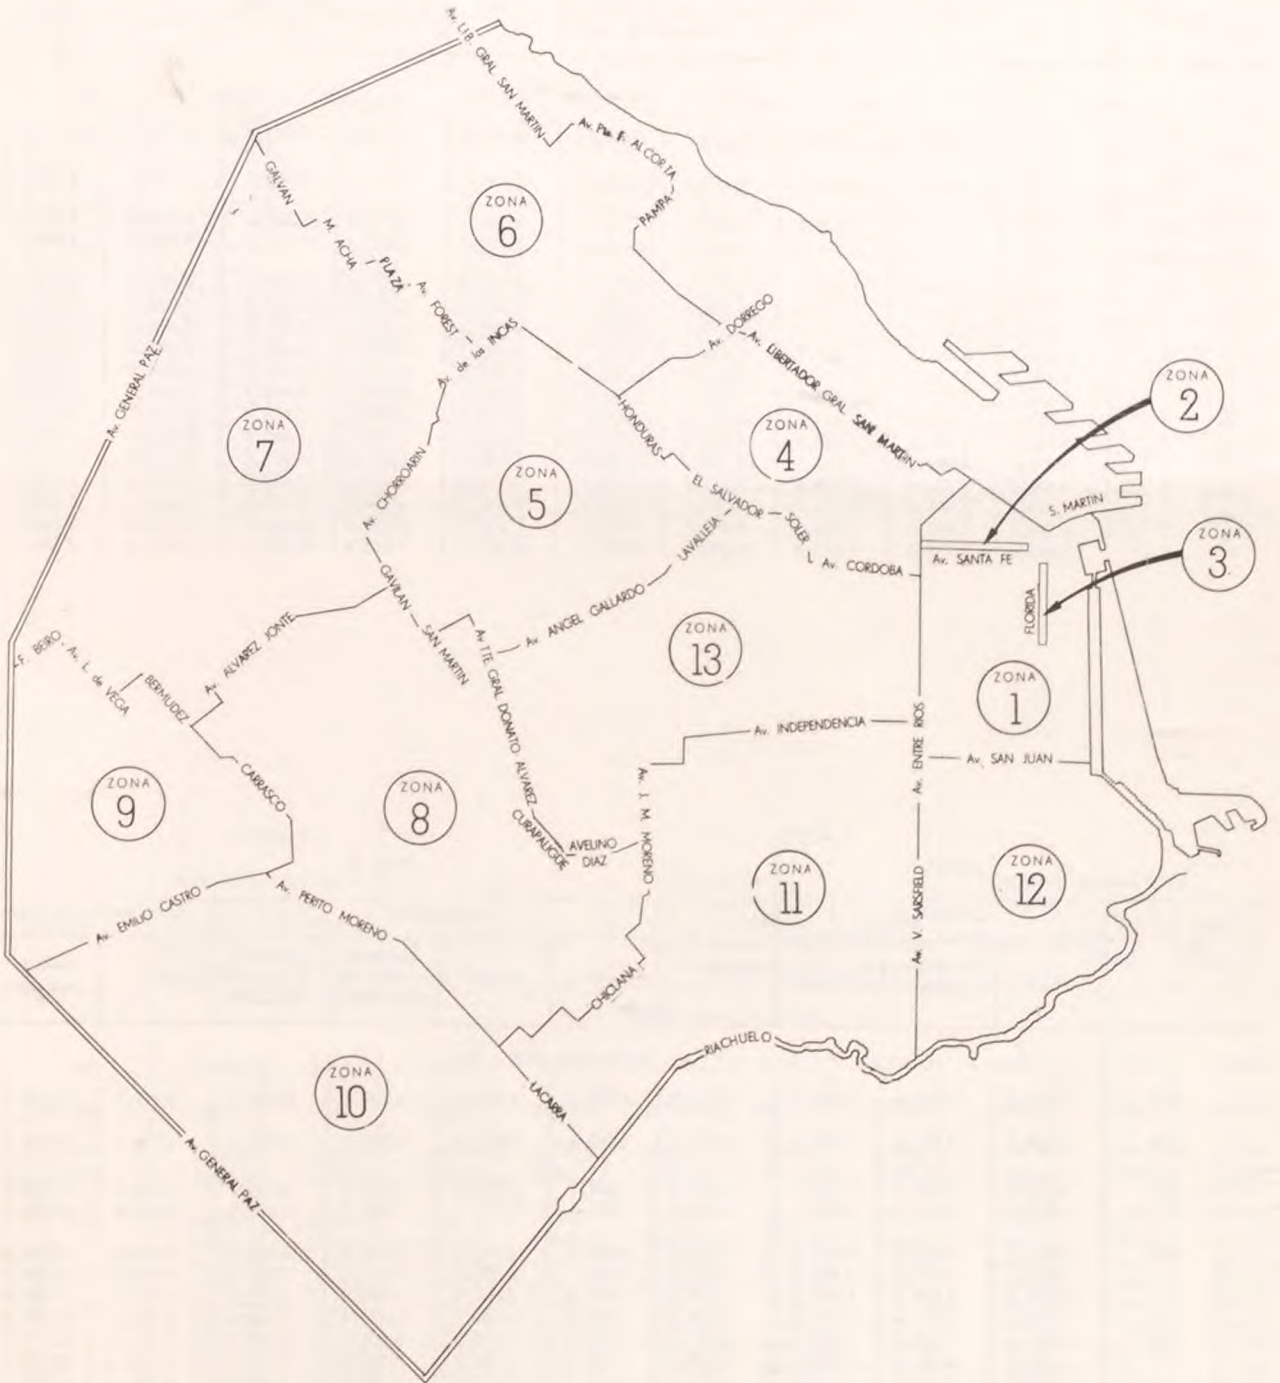 Av. LIB. GRAL SAN MARTIN
Av. Pte F. ALCORTA
PAMPA
GALVAN
M. ACHA
PLAZA
Av. FOREST
Av. de los INCAS
ZONA
6
Av. DORREGO
Av. LIBERTADOR GRAL SAN MARTIN
Av. GENERAL PAZ
ZONA
7
HONDURAS
ZONA
4
ZONA
2
Av. CHORROARIN
ZONA
5
EL SALVADOR
SOLER
S. MARTIN
LAVALLEJA
Av. CORDOBA
Av. SANTA FE
ZONA
3
GAVILAN
SAN MARTIN
Av. ANGEL GALLARDO
FLORIDA
F. BEIRO
Av. L. de VEGA
BERMUDEZ
Av. ALVAREZ JONTE
Av TTE GRAL DONATO ALVAREZ
ZONA
13
ZONA
1
Av. INDEPENDENCIA
Av. ENTRE RIOS
Av. SAN JUAN
CARRASCO
ZONA
9
ZONA
8
CURAPALIGUE
AVELINO
DIAZ
Av. J. M. MORENO
ZONA
11
Av. V. SARSFIELD
ZONA
12
Av. EMILIO CASTRO
Av. PERITO MORENO
CHICLANA
RIACHUELO
ZONA
10
LACARRA
Av. GENERAL PAZ